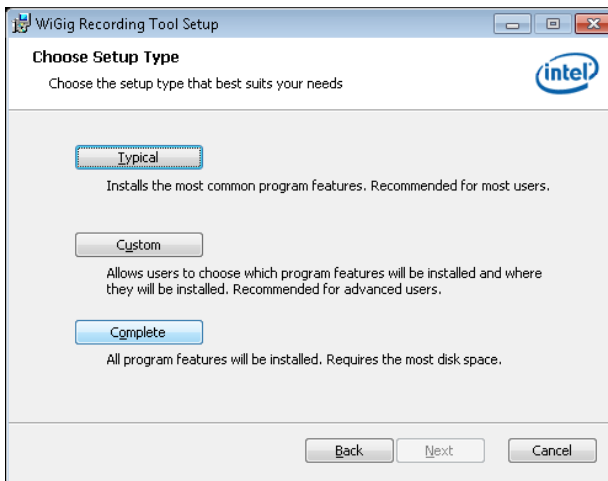 WiGig Recording Tool Setup
Choose Setup Type
Choose the setup type that best suits your needs
intel
Typical
Installs the most common program features. Recommended for most users.
Custom
Allows users to choose which program features will be installed and where
they will be installed. Recommended for advanced users.
Complete
All program features will be installed. Requires the most disk space.
Back Next Cancel